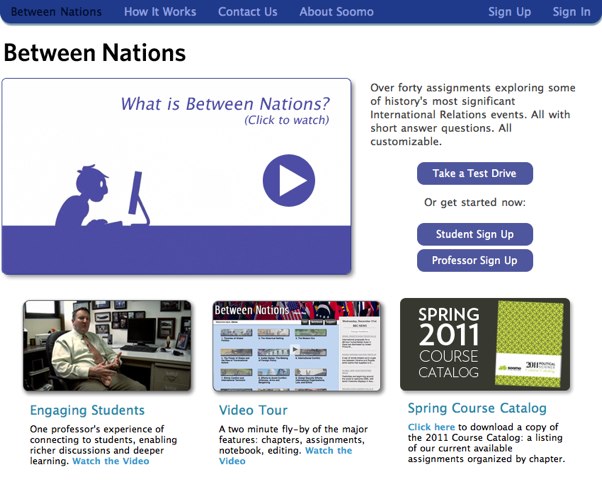 Between Nations How It Works Contact Us About Soomo Sign Up Sign In
Between Nations
What is Between Nations?
(Click to watch)
Over forty assignments exploring some
of history's most significant
International Relations events. All with
short answer questions. All
customizable.
Take a Test Drive
Or get started now:
Student Sign Up
Professor Sign Up
Between Nations
SPRING
2011
COURSE
CATALOG
soomo
2011
Engaging Students
One professor's experience of
connecting to students, enabling
richer discussions and deeper
learning. Watch the Video
Video Tour
A two minute fly-by of the major
features: chapters, assignments,
notebook, editing. Watch the
Video
Spring Course Catalog
Click here to download a copy of
the 2011 Course Catalog: a listing
of our current available
assignments organized by chapter.